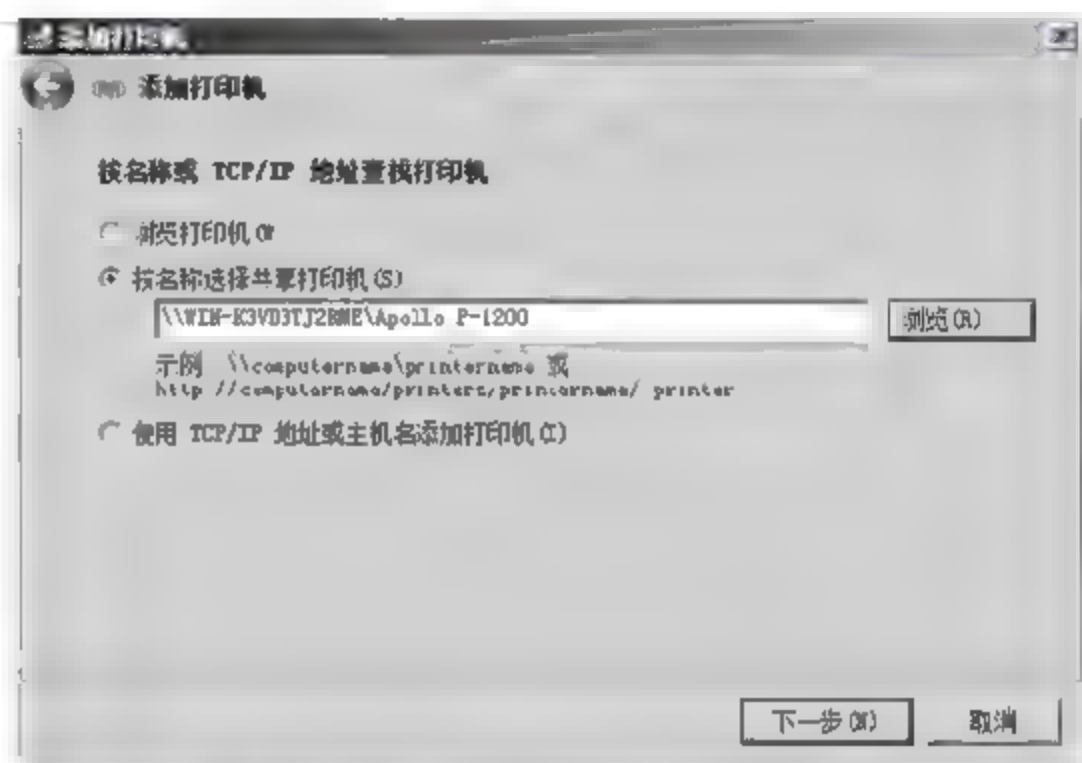 添加打印机
添加打印机
按名称或 TCP/IP 地址查找打印机
浏览打印机(W)
按名称选择共享打印机(S)
\\WIN-K3VD3TJ2RME\Apollo P-1200
浏览(R)
示例 \\computername\printername 或
http //computername/printers/printername/ printer
使用 TCP/IP 地址或主机名添加打印机(I)
下一步(N)
取消